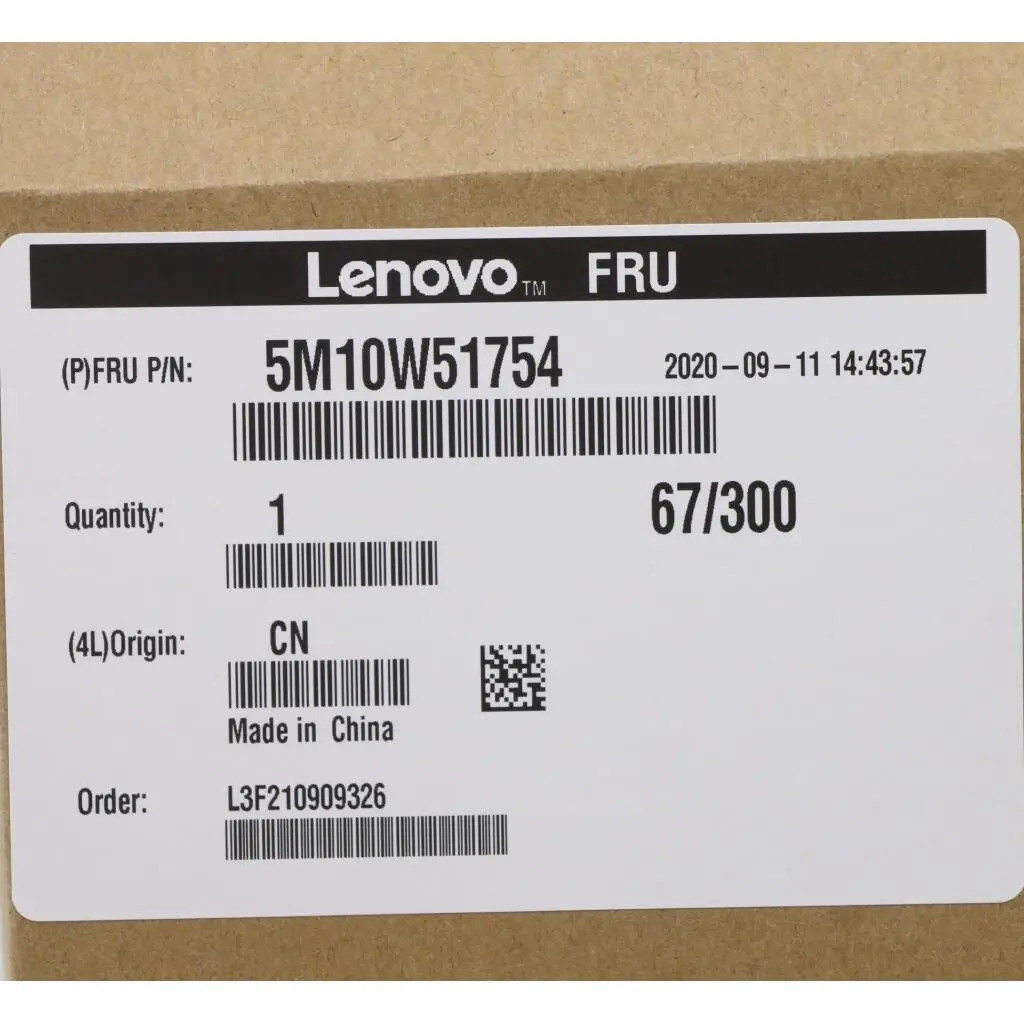 Lenovo™ FRU
(P)FRU P/N: 5M10W51754 2020-09-11 14:43:57
Quantity: 1 67/300
(4L)Origin: CN
Made in China
Order: L3F210909326